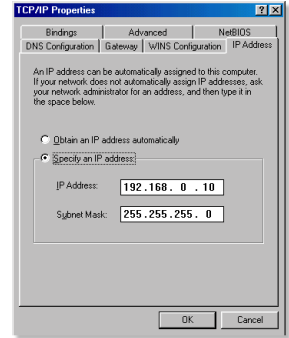 TCP/IP Properties
Bindings Advanced NetBIOS
DNS Configuration Gateway WINS Configuration IP Address
An IP address can be automatically assigned to this computer.
If your network does not automatically assign IP addresses, ask
your network administrator for an address, and then type it in
the space below.
Obtain an IP address automatically
Specify an IP address:
IP Address: 192.168. 0 .10
Subnet Mask: 255.255.255. 0
OK Cancel